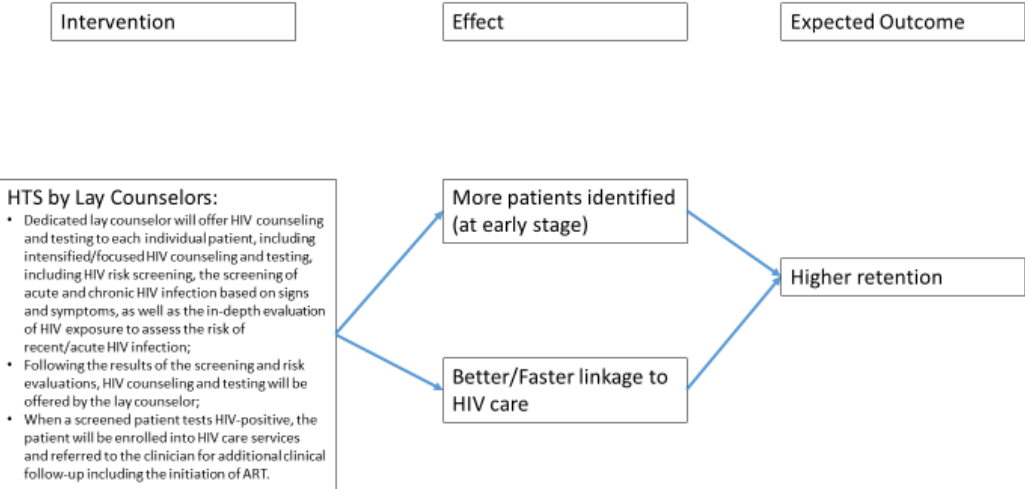 Intervention
Effect
Expected Outcome
HTS by Lay Counselors:
• Dedicated lay counselor will offer HIV counseling
and testing to each individual patient, including
intensified/focused HIV counseling and testing,
including HIV risk screening, the screening of
acute and chronic HIV infection based on signs
and symptoms, as well as the in-depth evaluation
of HIV exposure to assess the risk of
recent/acute HIV infection;
• Following the results of the screening and risk
evaluations, HIV counseling and testing will be
offered by the lay counselor;
• When a screened patient tests HIV-positive, the
patient will be enrolled into HIV care services
and referred to the clinician for additional clinical
follow-up including the initiation of ART.
More patients identified
(at early stage)
Better/Faster linkage to
HIV care
Higher retention